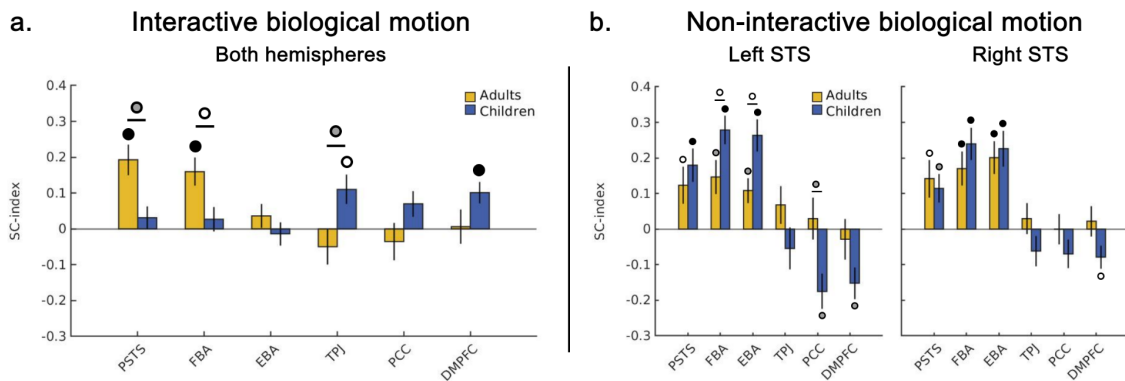 a. Interactive biological motion
Both hemispheres
SC-index
0.4
0.3
0.2
0.1
0
-0.1
-0.2
-0.3
Adults
Children
PSTS
FBA
EBA
TPJ
PCC
DMPFC
b. Non-interactive biological motion
Left STS
Right STS
SC-index
0.4
0.3
0.2
0.1
0
-0.1
-0.2
-0.3
Adults
Children
PSTS
FBA
EBA
TPJ
PCC
DMPFC
Adults
Children
PSTS
FBA
EBA
TPJ
PCC
DMPFC